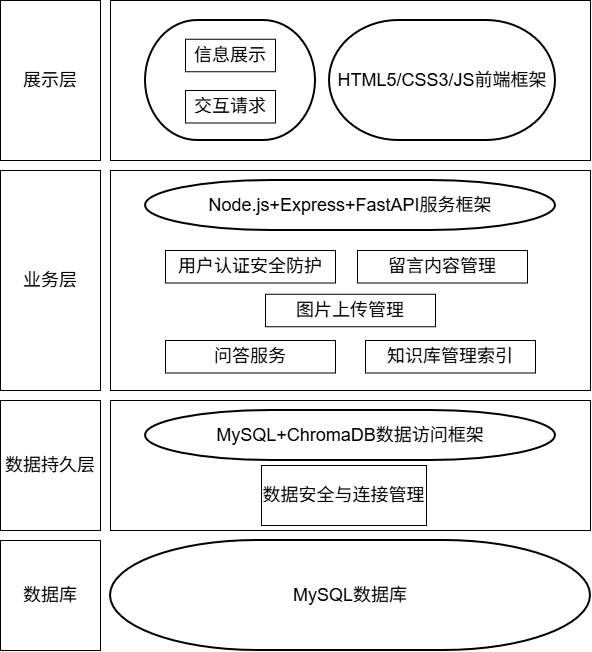 展示层
信息展示
交互请求
HTML5/CSS3/JS前端框架
业务层
Node.js+Express+FastAPI服务框架
用户认证安全防护
留言内容管理
图片上传管理
问答服务
知识库管理索引
数据持久层
MySQL+ChromaDB数据访问框架
数据安全与连接管理
数据库
MySQL数据库